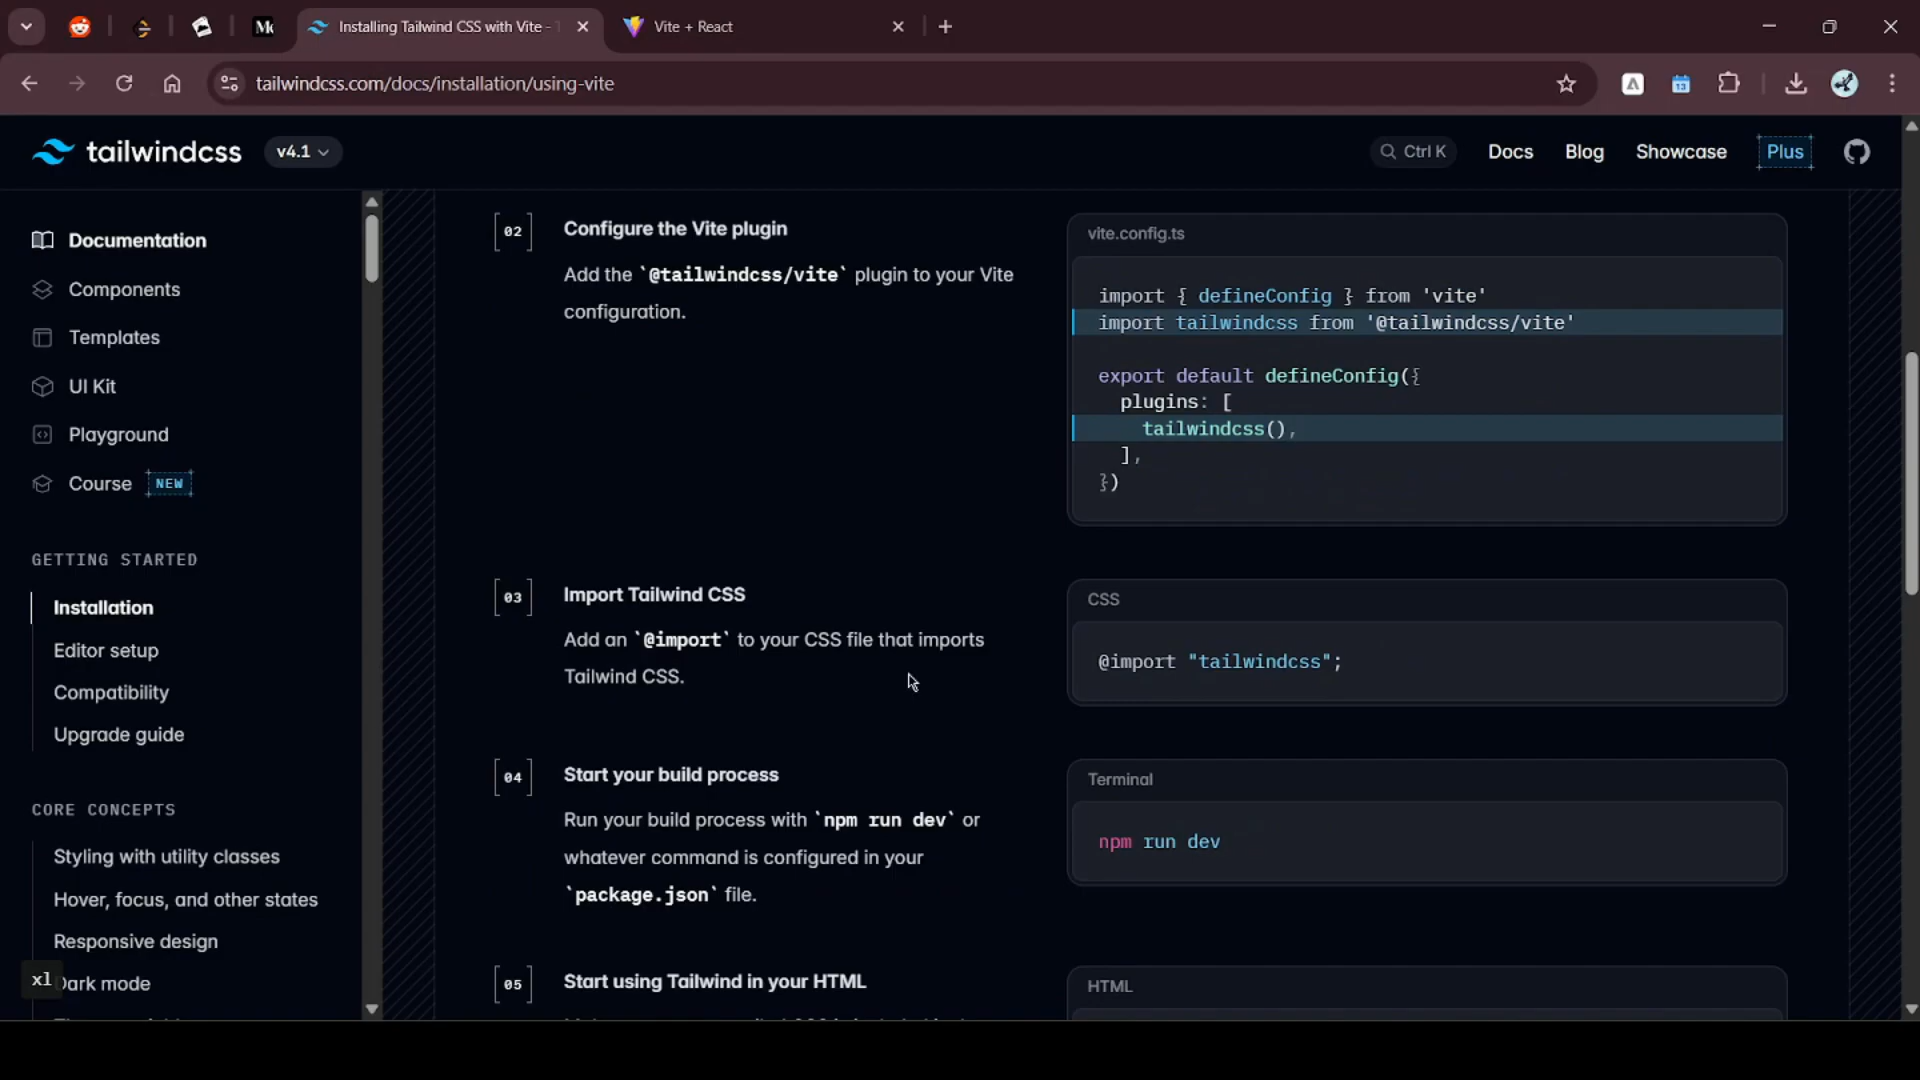 Installing Tailwind CSS with Vite -
Vite + React
tailwindcss.com/docs/installation/using-vite
13
tailwindcss
v4.1
Ctrl K
Docs
Blog
Showcase
Plus
Documentation
Components
Templates
UI Kit
Playground
Course NEW
GETTING STARTED
Installation
Editor setup
Compatibility
Upgrade guide
CORE CONCEPTS
Styling with utility classes
Hover, focus, and other states
Responsive design
xl
Dark mode
02
Configure the Vite plugin
Add the `@tailwindcss/vite` plugin to your Vite
configuration.
vite.config.ts
import { defineConfig } from 'vite'
import tailwindcss from '@tailwindcss/vite'
export default defineConfig({
plugins: [
tailwindcss(),
],
})
03
Import Tailwind CSS
Add an `@import` to your CSS file that imports
Tailwind CSS.
CSS
@import "tailwindcss";
04
Start your build process
Run your build process with `npm run dev` or
whatever command is configured in your
`package.json` file.
Terminal
npm run dev
05
Start using Tailwind in your HTML
HTML